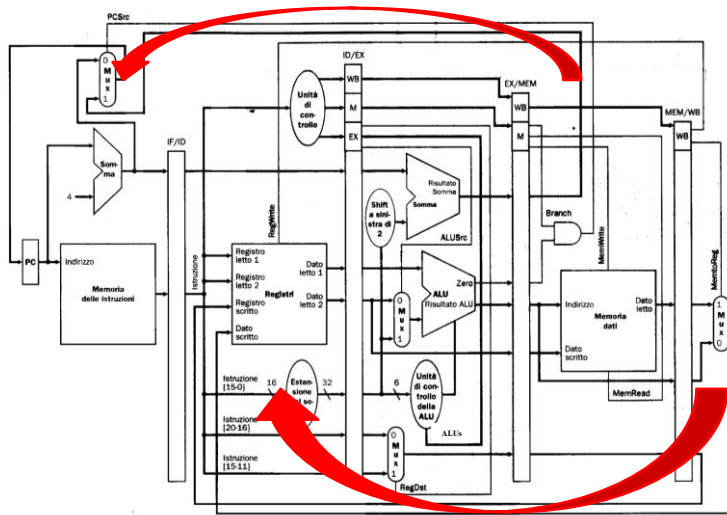 PCSrc
0
M
u
x
1
ID/EX
WB
M
EX
Unità
di con-
trollo
EX/MEM
WB
M
MEM/WB
WB
IF/ID
Som-
ma
4
PC
Indirizzo
Memoria
delle istruzioni
Istruzione
RegWrite
Registro
letto 1
Registro
letto 2
Registro
scritto
Dato
scritto
Registri
Dato
letto 1
Dato
letto 2
Shift
a sini-
stra di
2
Risultato
Somma
Somma
ALUSrc
0
M
u
x
1
Zero
ALU
Risultato ALU
Branch
MemWrite
Indirizzo
Dato
letto
Memoria
dati
Dato
scritto
MemRead
MemtoReg
1
M
u
x
0
Istruzione
[15-0]
16
Esten-
sione
32
6
Unità di
controllo
della
ALU
ALUs
Istruzione
[20-16]
Istruzione
[15-11]
0
M
u
x
1
RegDst